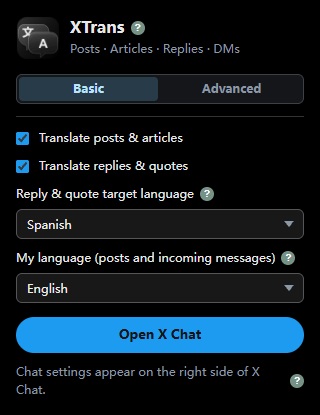 XTrans ?
Posts · Articles · Replies · DMs
Basic
Advanced
Translate posts & articles
Translate replies & quotes
Reply & quote target language ?
Spanish
My language (posts and incoming messages) ?
English
Open X Chat
Chat settings appear on the right side of X
Chat. ?